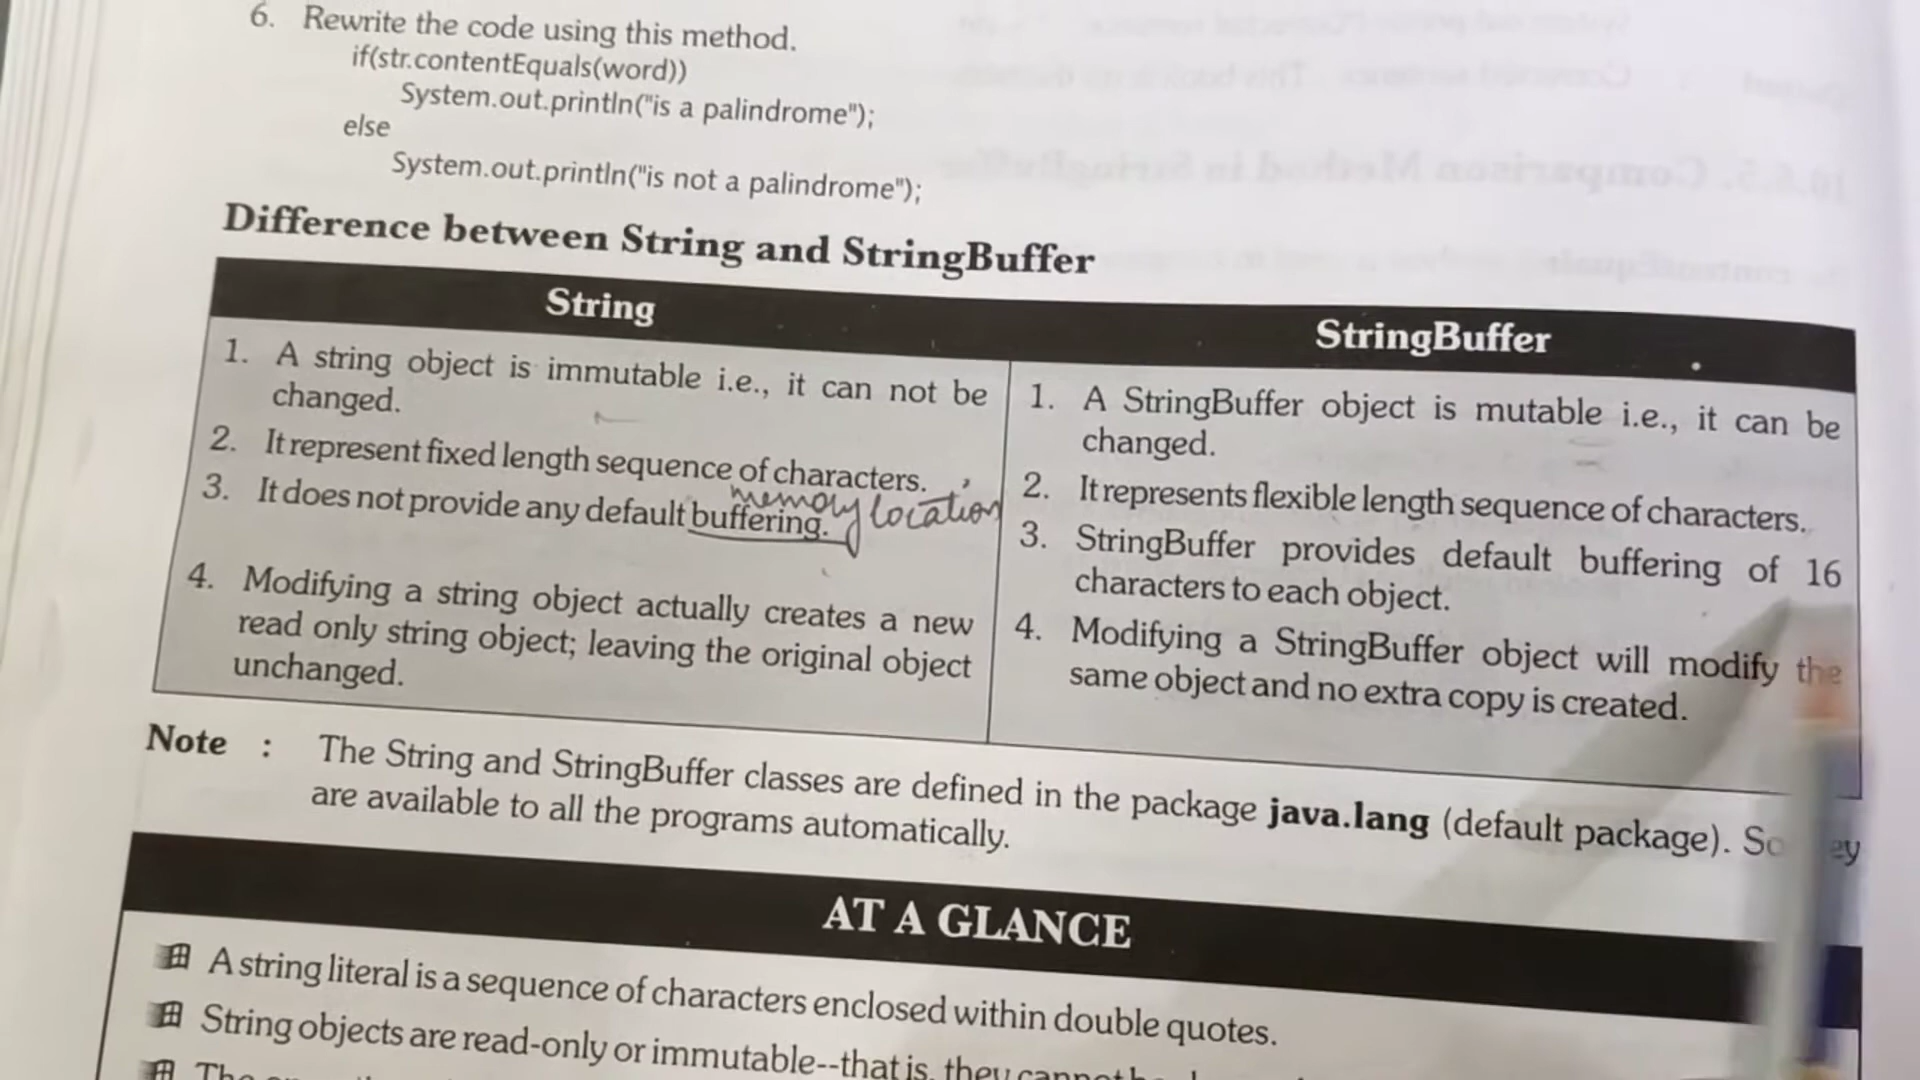 6. Rewrite the code using this method.
if(str.contentEquals(word))
System.out.println("is a palindrome");
else
System.out.println("is not a palindrome");
Difference between String and StringBuffer
String
1. A string object is immutable i.e., it can not be
changed.
2. It represent fixed length sequence of characters.
memory location
3. It does not provide any default buffering.
4. Modifying a string object actually creates a new
read only string object; leaving the original object
unchanged.
StringBuffer
1. A StringBuffer object is mutable i.e., it can be
changed.
2. It represents flexible length sequence of characters.
3. StringBuffer provides default buffering of 16
characters to each object.
4. Modifying a StringBuffer object will modify the
same object and no extra copy is created.
Note : The String and StringBuffer classes are defined in the package java.lang (default package). So
are available to all the programs automatically.
AT A GLANCE
A string literal is a sequence of characters enclosed within double quotes.
String objects are read-only or immutable--that is, they
The